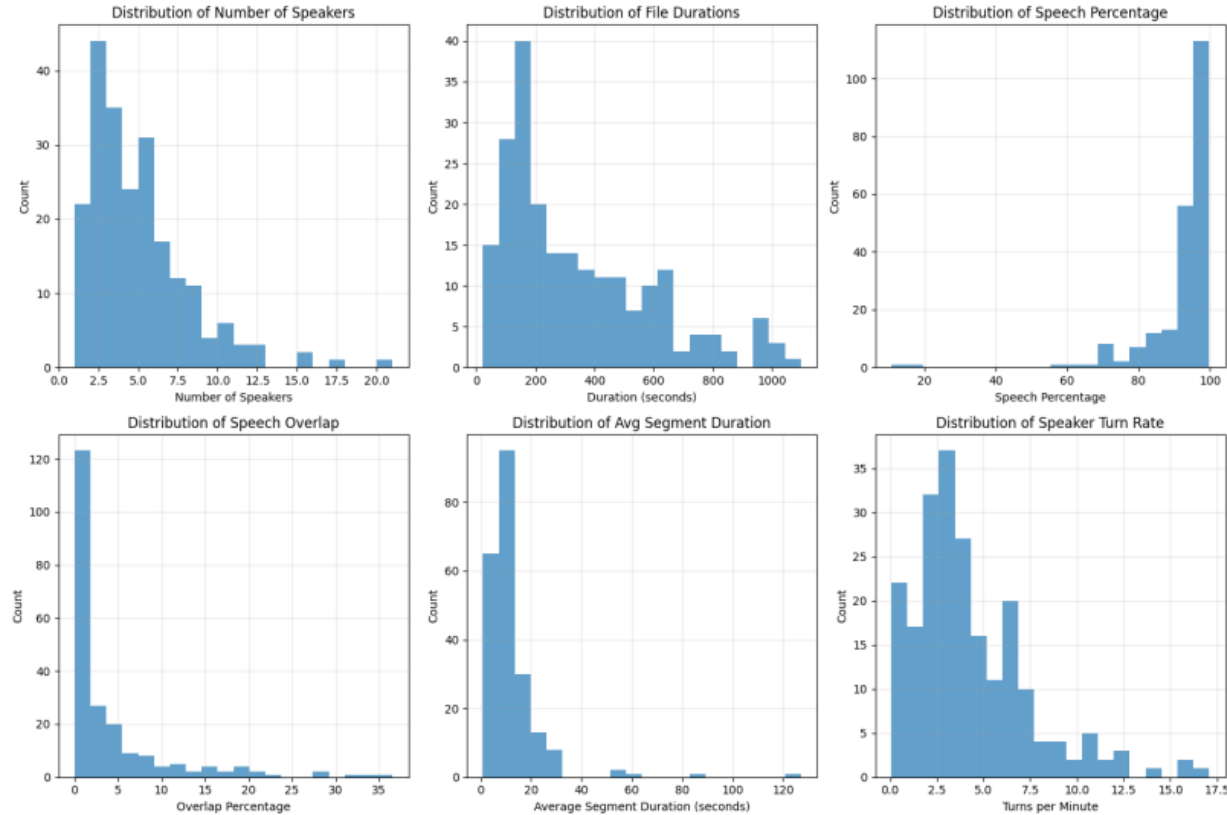 Distribution of Number of Speakers
40
30
20
10
0
Count
0.0 2.5 5.0 7.5 10.0 12.5 15.0 17.5 20.0
Number of Speakers
Distribution of File Durations
40
35
30
25
20
15
10
5
0
Count
0 200 400 600 800 1000
Duration (seconds)
Distribution of Speech Percentage
100
80
60
40
20
0
Count
20 40 60 80 100
Speech Percentage
Distribution of Speech Overlap
120
100
80
60
40
20
0
Count
0 5 10 15 20 25 30 35
Overlap Percentage
Distribution of Avg Segment Duration
80
60
40
20
0
Count
0 20 40 60 80 100 120
Average Segment Duration (seconds)
Distribution of Speaker Turn Rate
35
30
25
20
15
10
5
0
Count
0.0 2.5 5.0 7.5 10.0 12.5 15.0 17.5
Turns per Minute